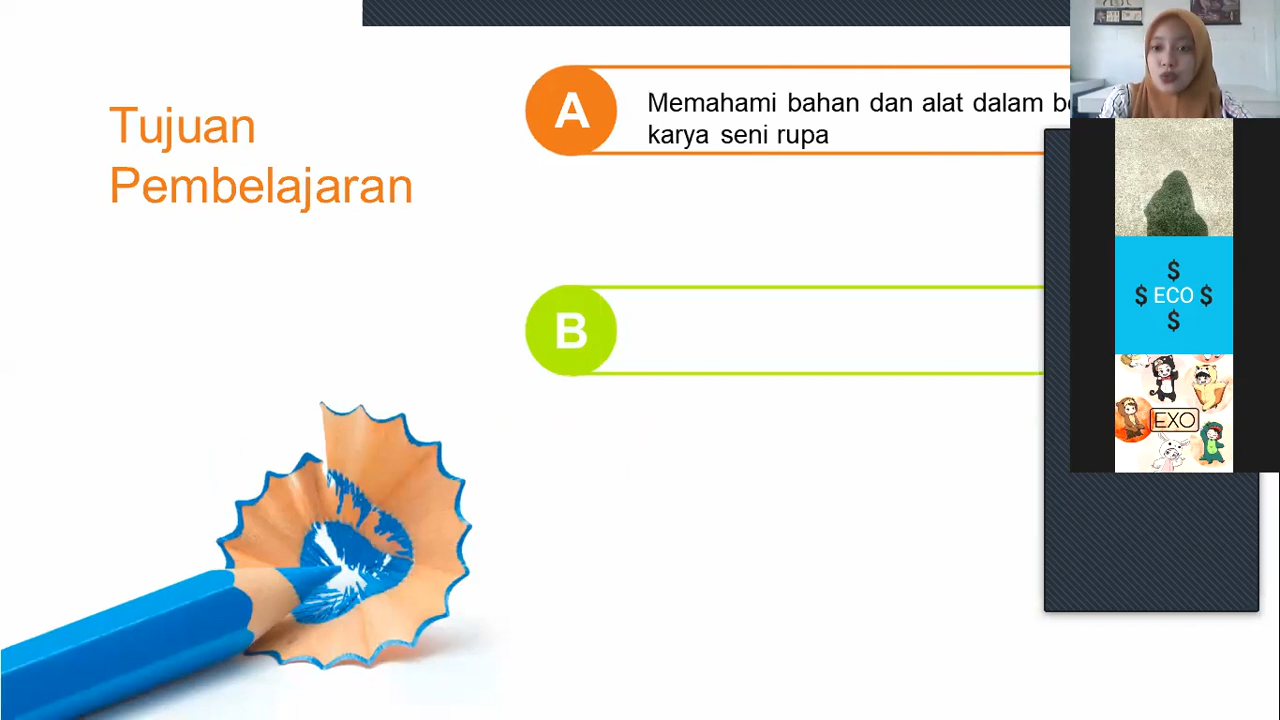 Tujuan
Pembelajaran
A
Memahami bahan dan alat dalam
karya seni rupa
B
$
$ ECO $
$
EXO